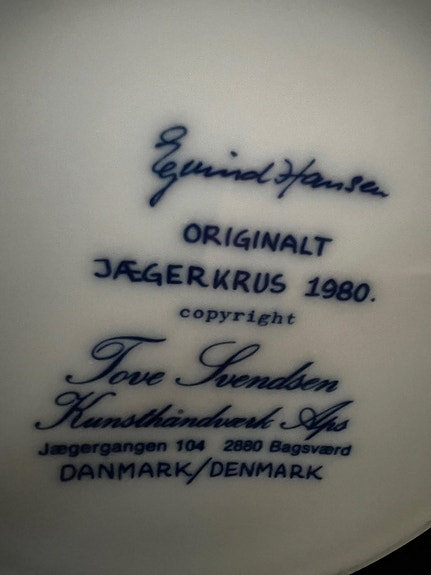 Eyvind Hansen
ORIGINALT
JÆGERKRUS 1980.
copyright
Tove Svendsen
Kunsthåndværk Aps
Jægergangen 104 2880 Bagsværd
DANMARK/DENMARK